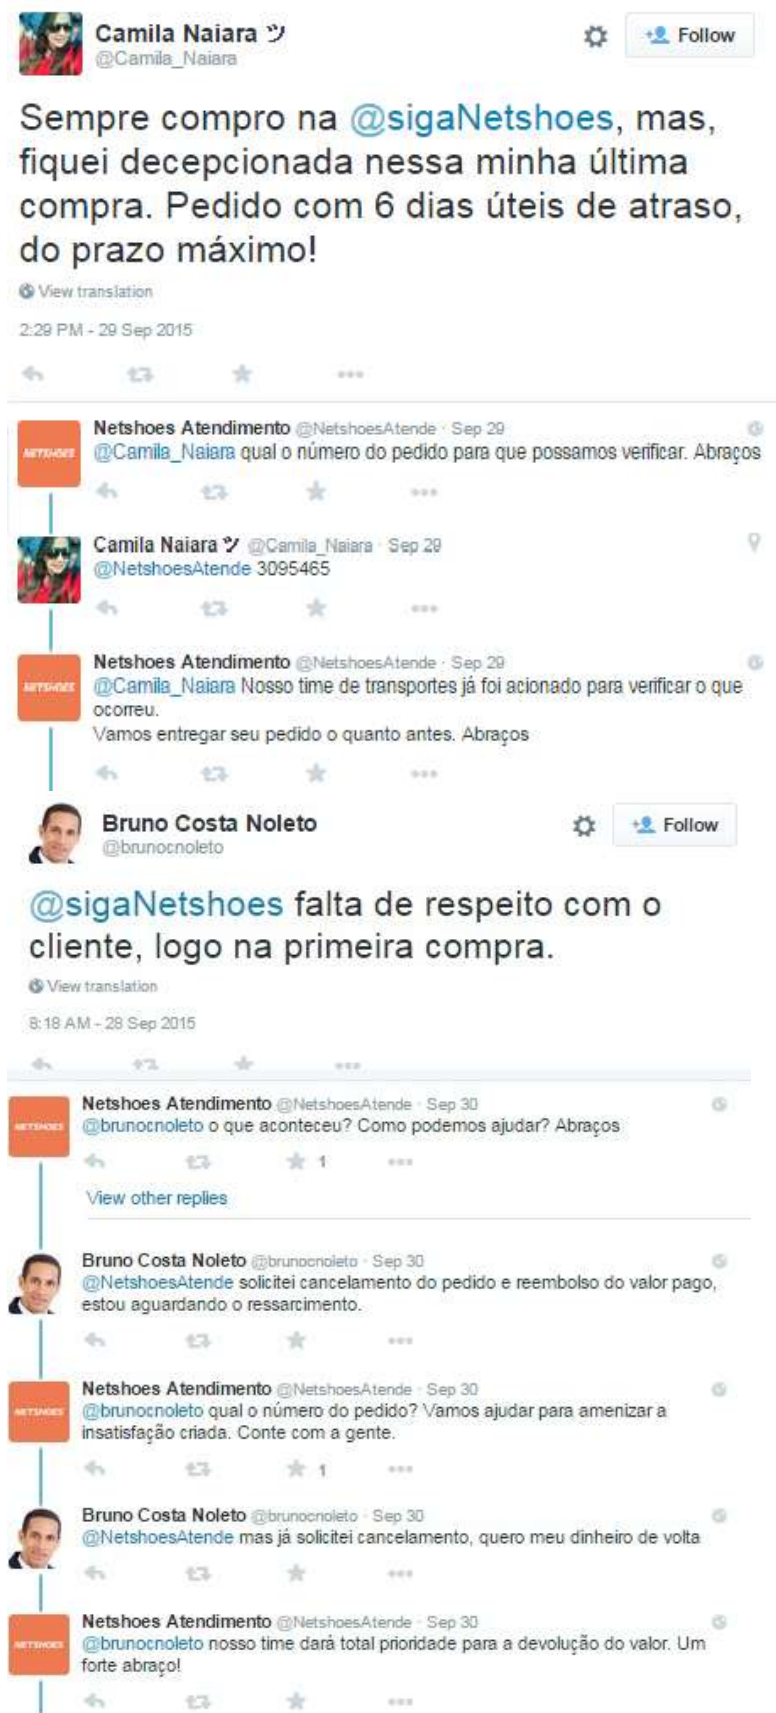 Camila Naiara ツ
@Camila_Naiara
Follow
Sempre compro na @sigaNetshoes, mas,
fiquei decepcionada nessa minha última
compra. Pedido com 6 dias úteis de atraso,
do prazo máximo!
View translation
2:29 PM - 29 Sep 2015
NETSHOES
Netshoes Atendimento @NetshoesAtende · Sep 29
@Camila_Naiara qual o número do pedido para que possamos verificar. Abraços
Camila Naiara ツ @Camila_Naiara · Sep 29
@NetshoesAtende 3095465
NETSHOES
Netshoes Atendimento @NetshoesAtende · Sep 29
@Camila_Naiara Nosso time de transportes já foi acionado para verificar o que
ocorreu.
Vamos entregar seu pedido o quanto antes. Abraços
Bruno Costa Noleto
@brunocnoleto
Follow
@sigaNetshoes falta de respeito com o
cliente, logo na primeira compra.
View translation
8:18 AM - 28 Sep 2015
NETSHOES
Netshoes Atendimento @NetshoesAtende · Sep 30
@brunocnoleto o que aconteceu? Como podemos ajudar? Abraços
1
View other replies
Bruno Costa Noleto @brunocnoleto · Sep 30
@NetshoesAtende solicitei cancelamento do pedido e reembolso do valor pago,
estou aguardando o ressarcimento.
NETSHOES
Netshoes Atendimento @NetshoesAtende · Sep 30
@brunocnoleto qual o número do pedido? Vamos ajudar para amenizar a
insatisfação criada. Conte com a gente.
1
Bruno Costa Noleto @brunocnoleto · Sep 30
@NetshoesAtende mas já solicitei cancelamento, quero meu dinheiro de volta
NETSHOES
Netshoes Atendimento @NetshoesAtende · Sep 30
@brunocnoleto nosso time dará total prioridade para a devolução do valor. Um
forte abraço!